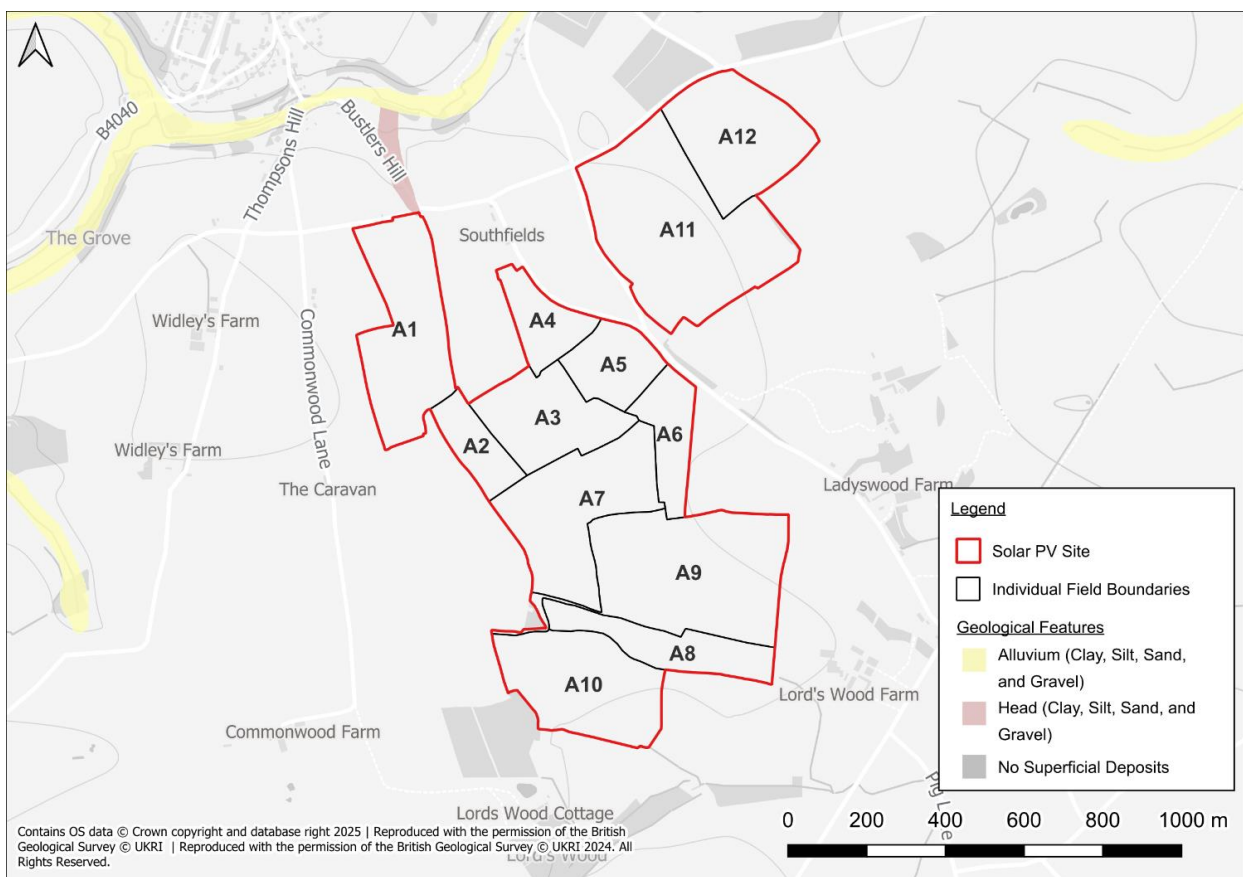 B4040
Thompsons Hill
Bustlers Hill
A12
A11
Southfields
The Grove
Widley's Farm
Commonwood Lane
A1
A4
A5
A3
A6
A2
Widley's Farm
The Caravan
Ladyswood Farm
A7
A9
A8
A10
Lord's Wood Farm
Commonwood Farm
Pig Lane
Lords Wood Cottage
Lord's Wood
Legend
Solar PV Site
Individual Field Boundaries
Geological Features
Alluvium (Clay, Silt, Sand,
and Gravel)
Head (Clay, Silt, Sand, and
Gravel)
No Superficial Deposits
0 200 400 600 800 1000 m
Contains OS data © Crown copyright and database right 2025 | Reproduced with the permission of the British
Geological Survey © UKRI | Reproduced with the permission of the British Geological Survey © UKRI 2024. All
Rights Reserved.